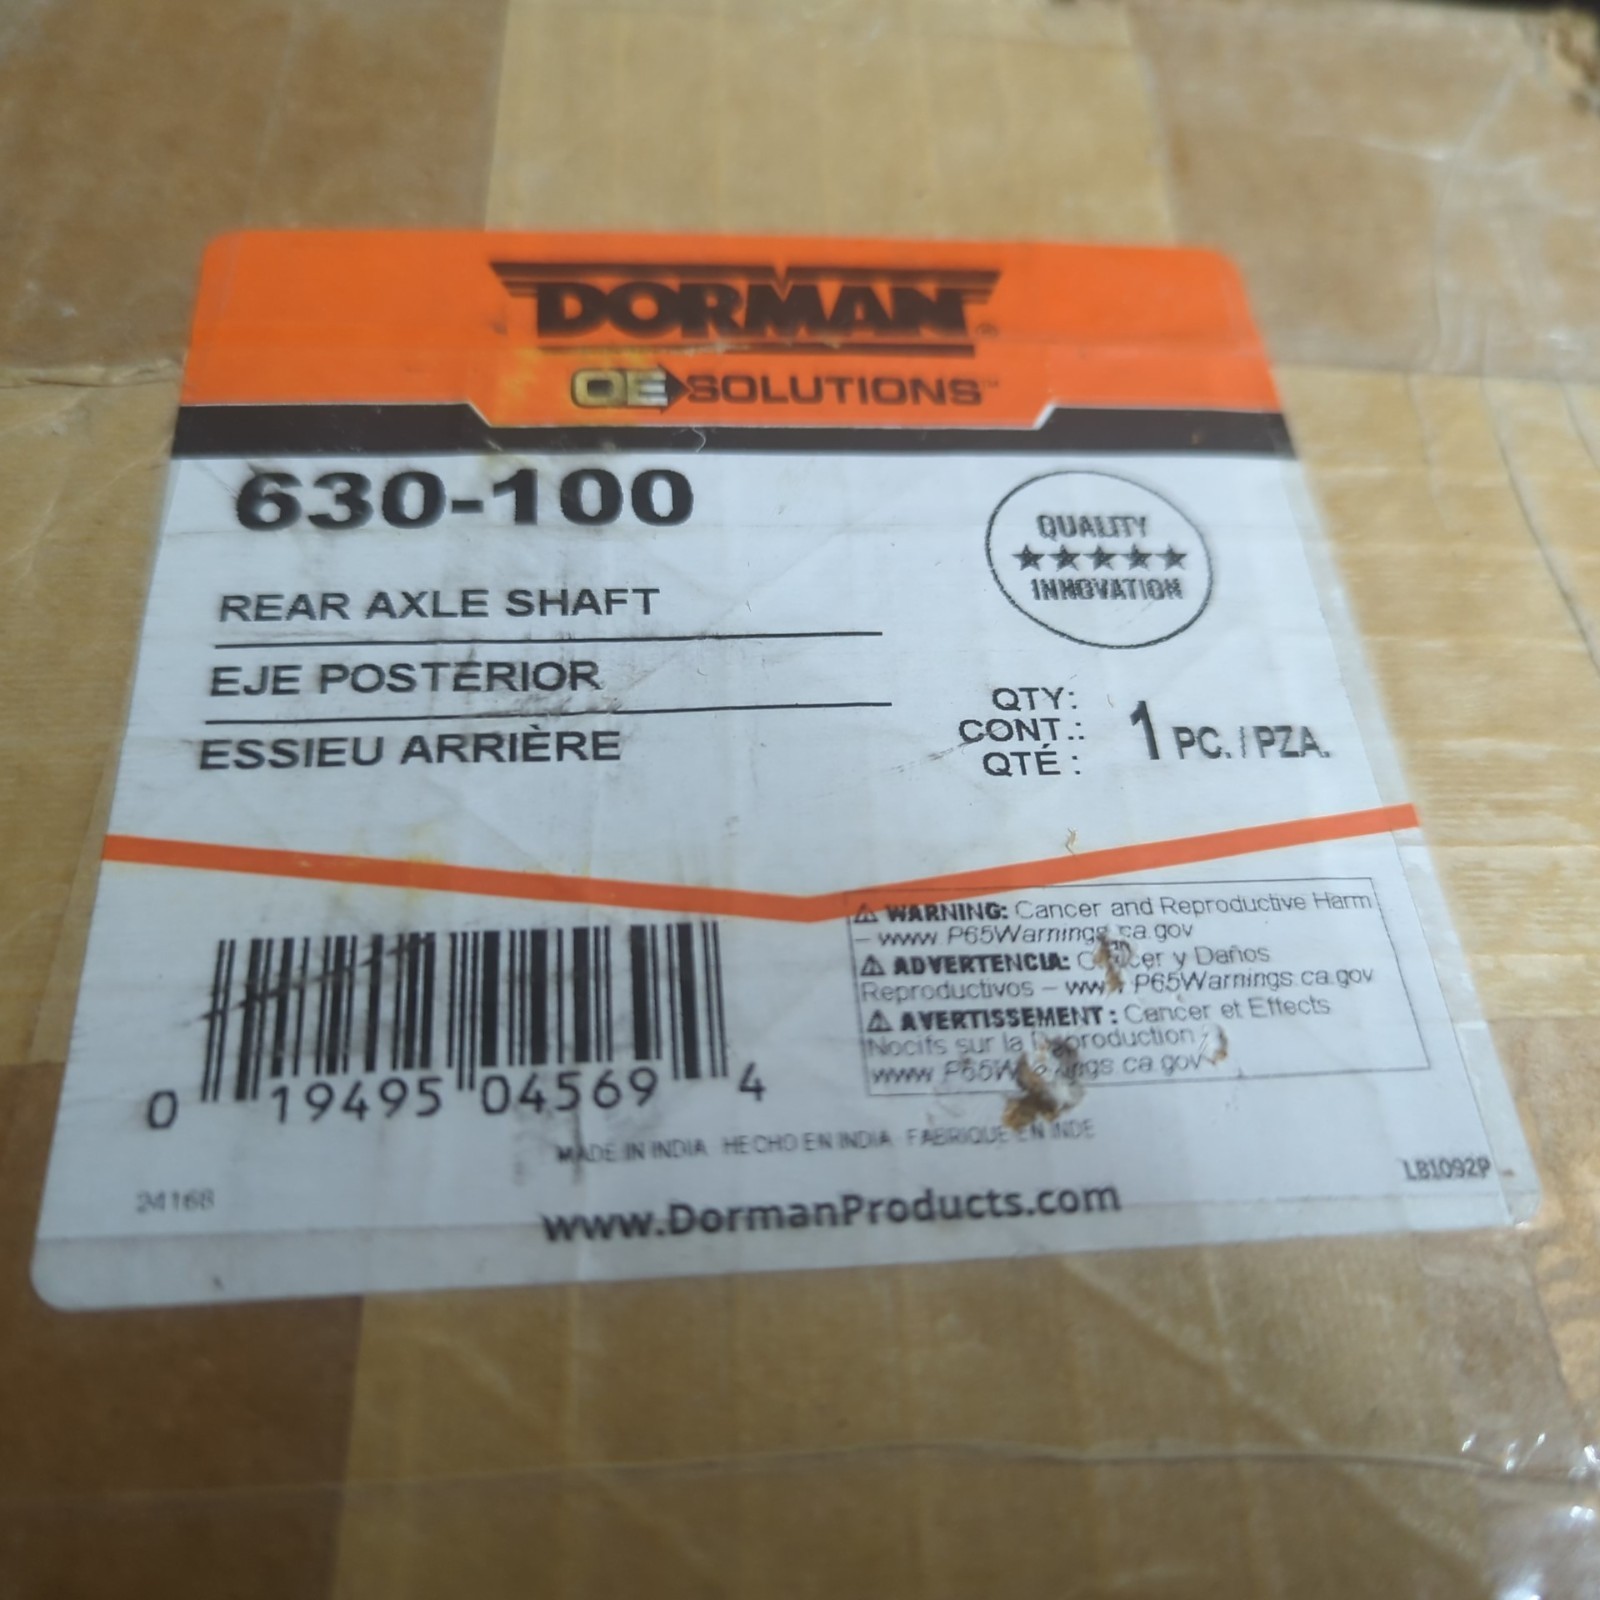 DORMAN®
OE SOLUTIONS™
630-100
QUALITY
INNOVATION
REAR AXLE SHAFT
EJE POSTERIOR
ESSIEU ARRIÈRE
QTY:
CONT.:
QTÉ :
1 PC. / PZA.
⚠ WARNING: Cancer and Reproductive Harm
– www.P65Warnings.ca.gov
⚠ ADVERTENCIA: Cancer y Daños
Reproductivos – www.P65Warnings.ca.gov
⚠ AVERTISSEMENT : Cancer et Effects
Nocifs sur la Reproduction
www.P65Warnings.ca.gov
0 19495 04569 4
MADE IN INDIA HECHO EN INDIA FABRIQUE EN INDE
24168
LB1092P
www.DormanProducts.com